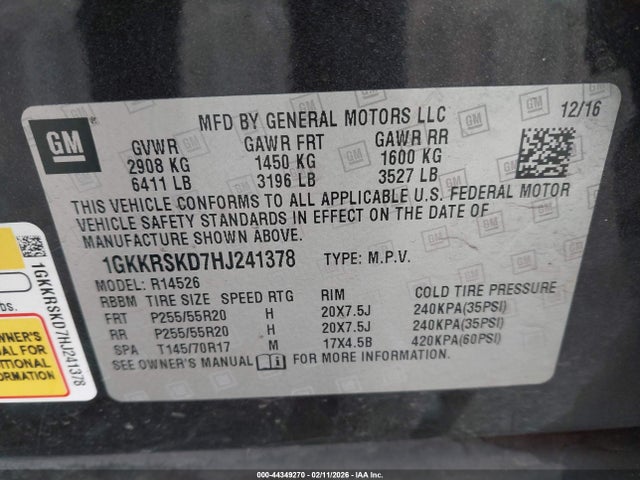 MFD BY GENERAL MOTORS LLC 12/16
GM
GVWR GAWR FRT GAWR RR
2908 KG 1450 KG 1600 KG
6411 LB 3196 LB 3527 LB
THIS VEHICLE CONFORMS TO ALL APPLICABLE U.S. FEDERAL MOTOR
VEHICLE SAFETY STANDARDS IN EFFECT ON THE DATE OF
MANUFACTURE SHOWN ABOVE.
1GKKRSKD7HJ241378 TYPE: M.P.V.
MODEL: R14526
RBBM TIRE SIZE SPEED RTG RIM COLD TIRE PRESSURE
FRT P255/55R20 H 20X7.5J 240KPA(35PSI)
RR P255/55R20 H 20X7.5J 240KPA(35PSI)
SPA T145/70R17 M 17X4.5B 420KPA(60PSI)
SEE OWNER'S MANUAL FOR MORE INFORMATION.
1GKKRSKD7HJ241378
DS.
UAL FOR
DITIONAL
ORMATION
000-44349270 - 02/11/2026 - IAA Inc.